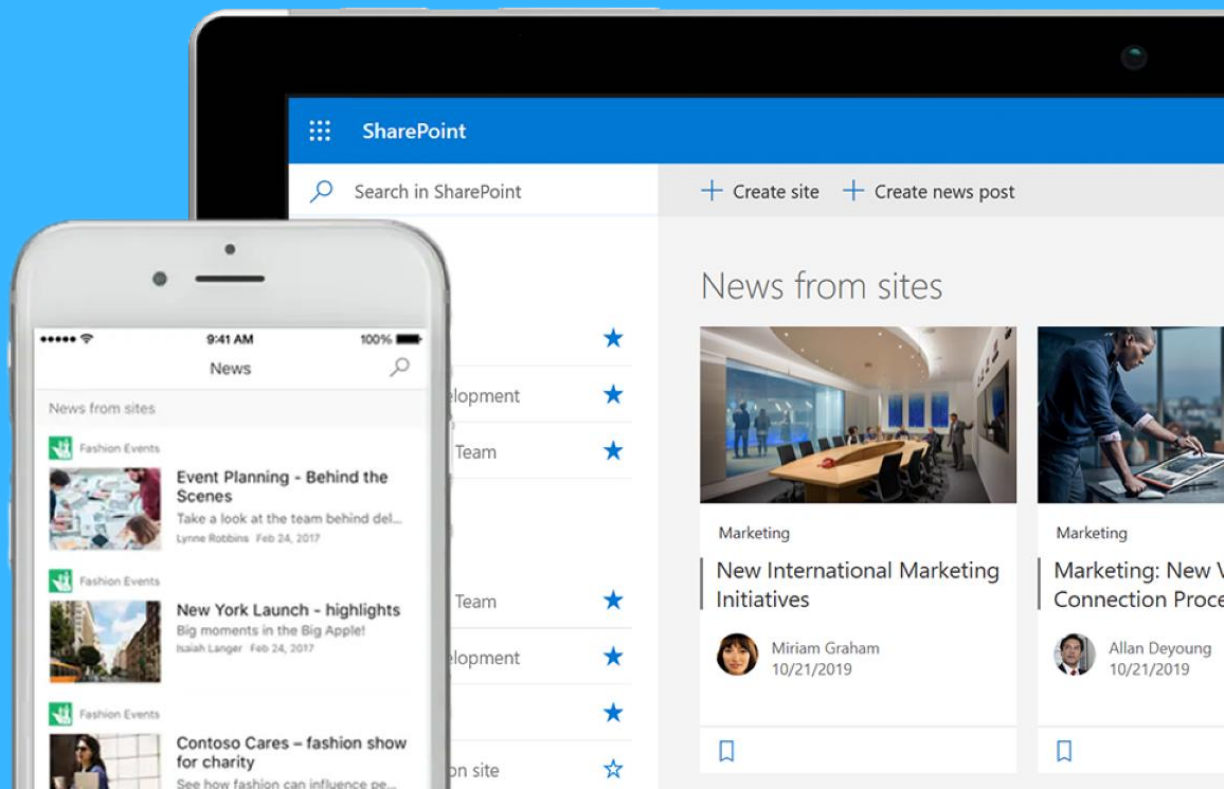 SharePoint
Search in SharePoint
Create site
Create news post
News from sites
Team
Team
Marketing
New International Marketing
Initiatives
Miriam Graham
10/21/2019
Marketing
Marketing: New
Connection
Allan Deyoung
10/21/2019
9:41 AM
100%
News
News from sites
Fashion Events
Event Planning - Behind the
Scenes
Take a look at the team behind del...
Lynne Robbins Feb 24, 2017
Fashion Events
New York Launch - highlights
Big moments in the Big Apple!
Isaiah Langer Feb 24, 2017
Fashion Events
Contoso Cares – fashion show
for charity
See how fashion can influence pe...
site